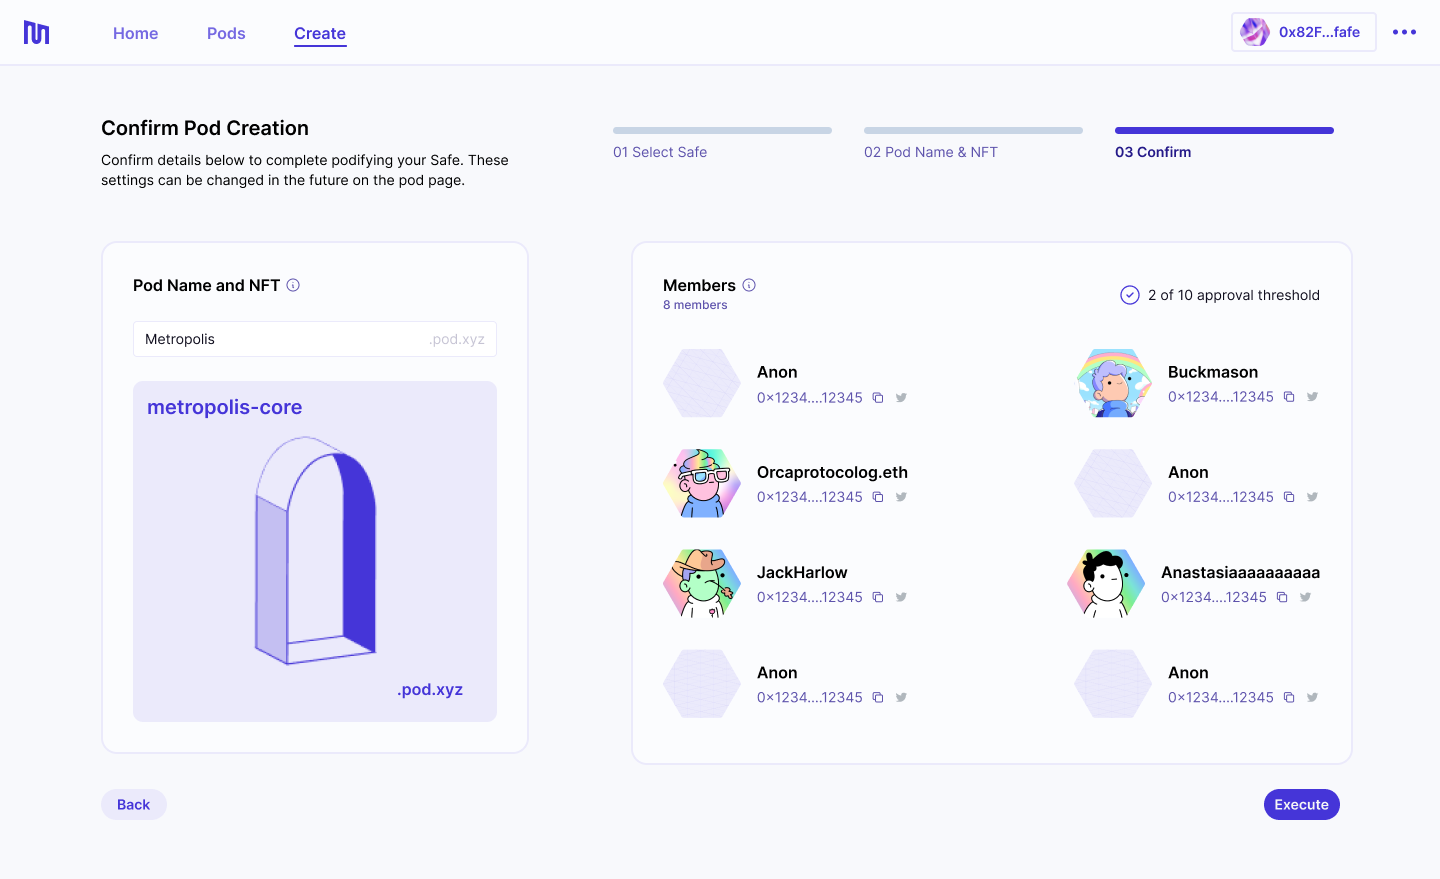 Home
Pods
Create
0x82F...fafe
Confirm Pod Creation
Confirm details below to complete podifying your Safe. These
settings can be changed in the future on the pod page.
01 Select Safe
02 Pod Name & NFT
03 Confirm
Pod Name and NFT
Metropolis
.pod.xyz
metropolis-core
.pod.xyz
Members
8 members
2 of 10 approval threshold
Anon
0×1234....12345
Buckmason
0×1234....12345
Orcaprotocolog.eth
0×1234....12345
Anon
0×1234....12345
JackHarlow
0×1234....12345
Anastasiaaaaaaaaaa
0×1234....12345
Anon
0×1234....12345
Anon
0×1234....12345
Back
Execute